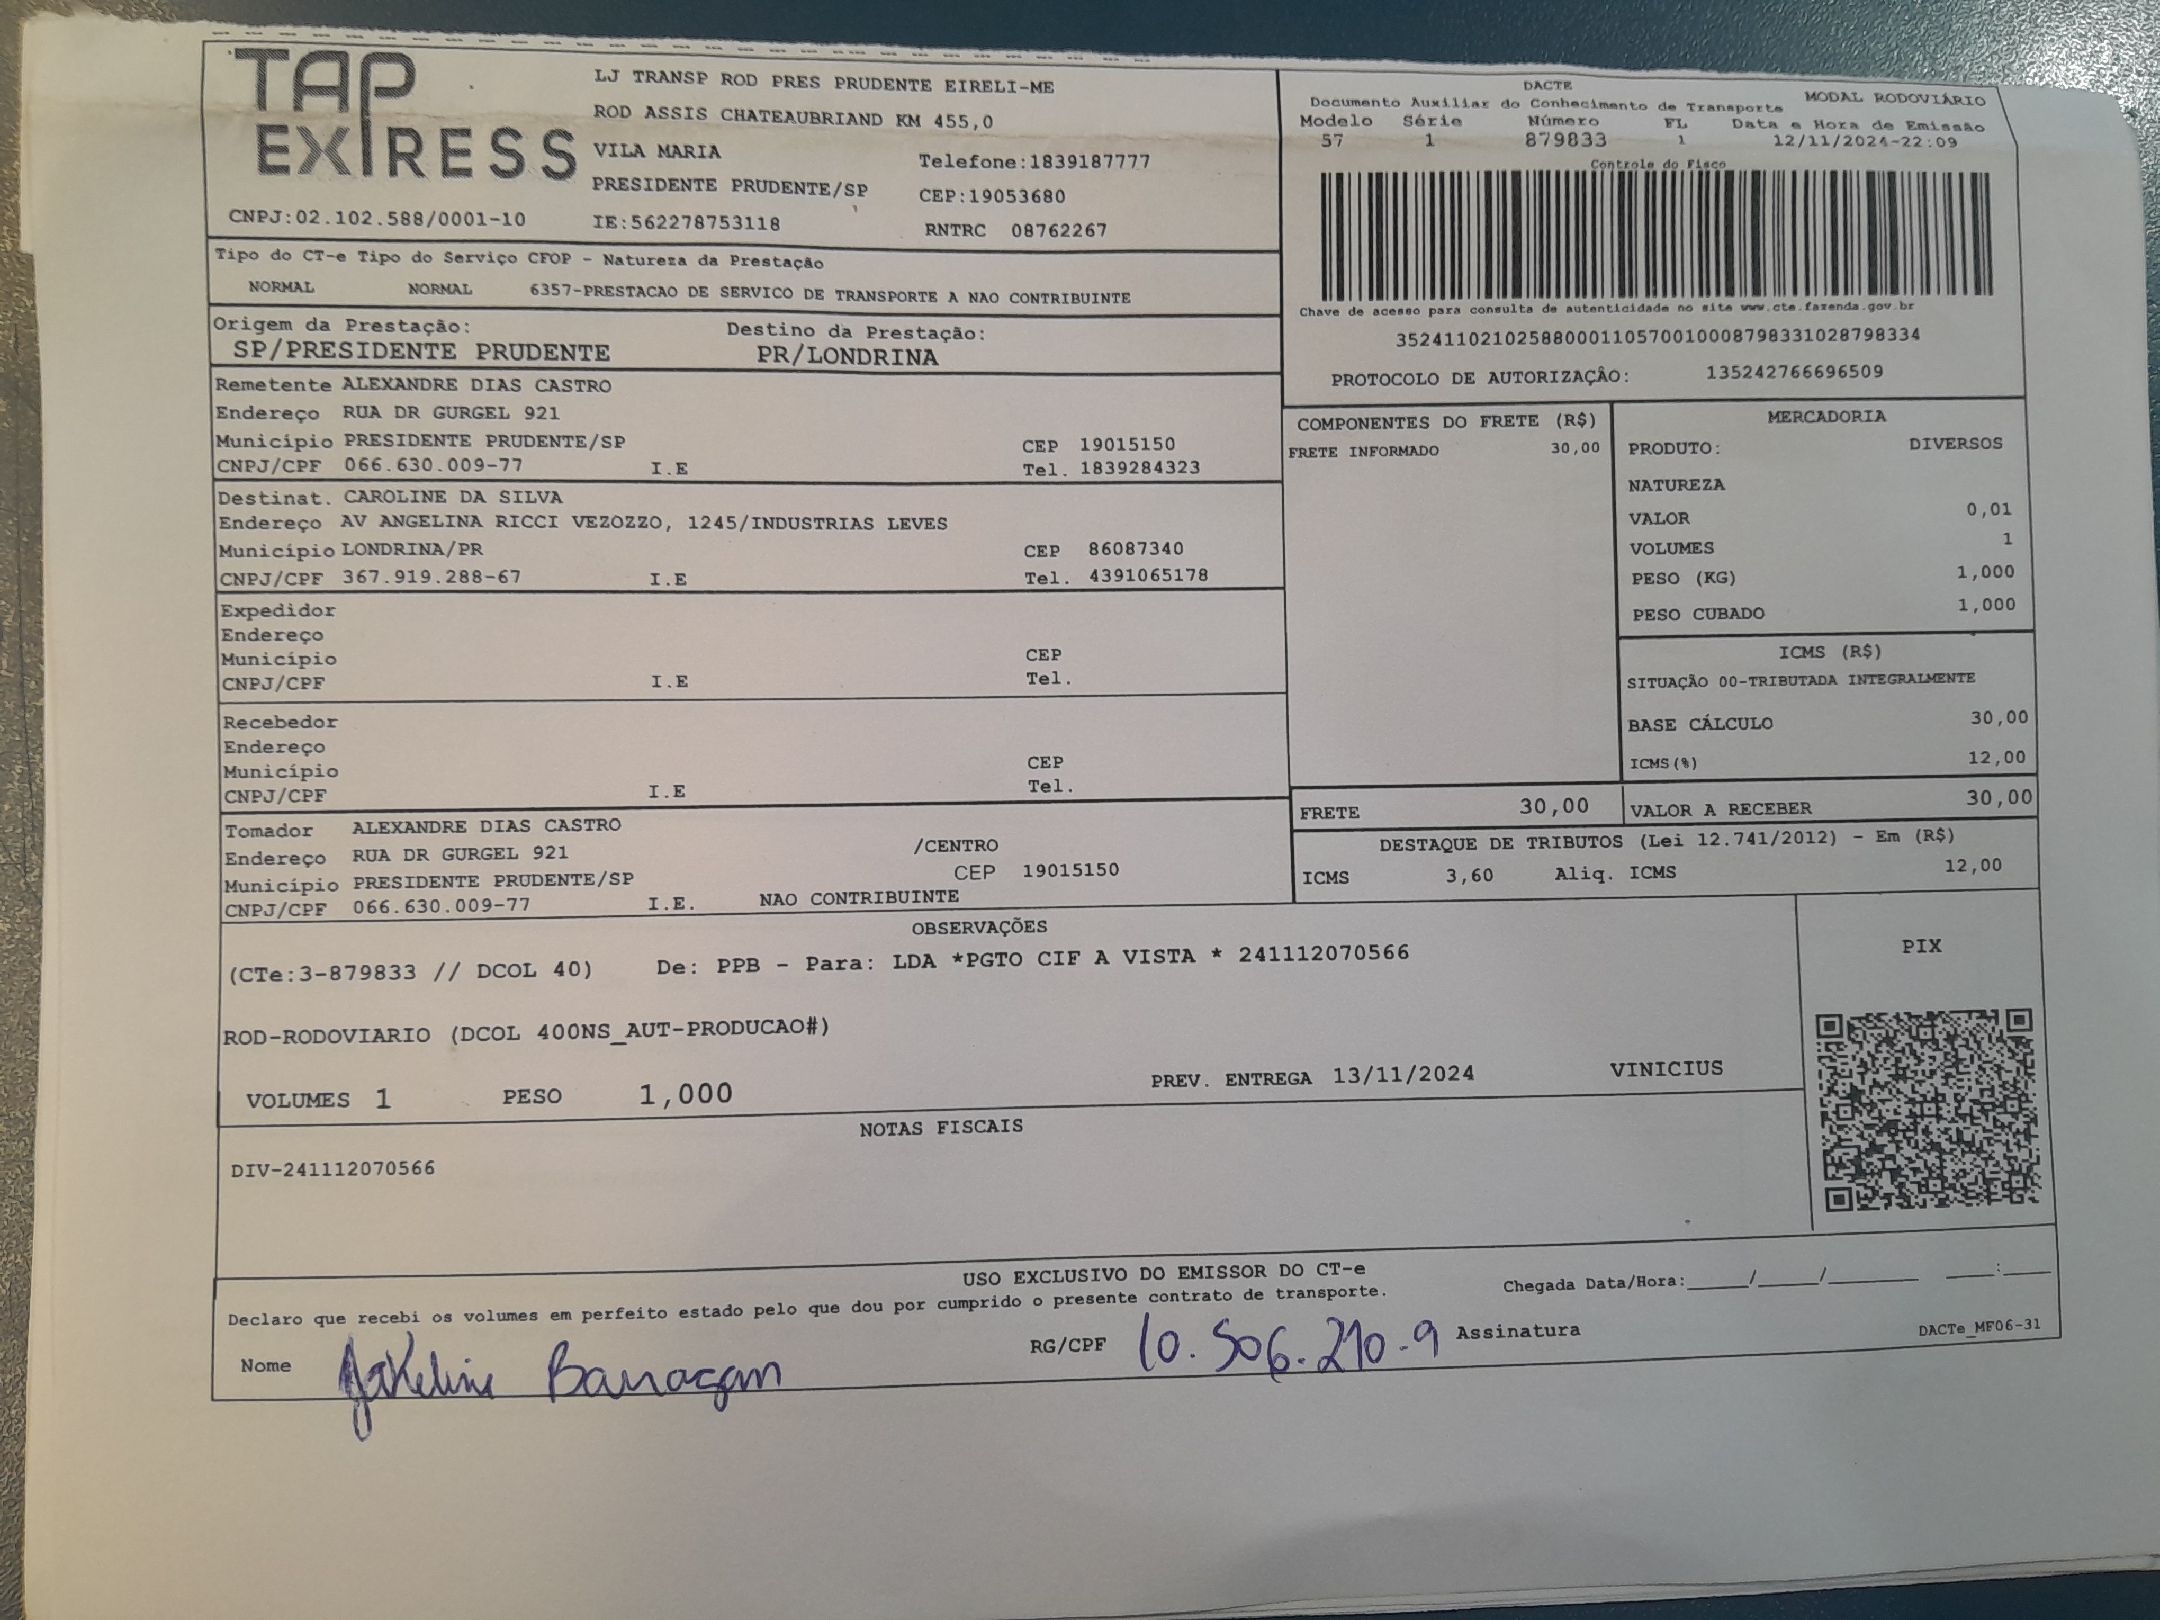 TAP EXPRESS
LJ TRANSP ROD PRES PRUDENTE EIRELI-ME
ROD ASSIS CHATEAUBRIAND KM 455,0
VILA MARIA Telefone:1839187777
PRESIDENTE PRUDENTE/SP CEP:19053680
CNPJ:02.102.588/0001-10 IE:562278753118 RNTRC 08762267
DACTE
Documento Auxiliar do Conhecimento de Transporte MODAL RODOVIÁRIO
Modelo Série Número FL Data e Hora de Emissão
57 1 879833 1 12/11/2024-22:09
Controle do Fisco
Chave de acesso para consulta de autenticidade no site www.cte.fazenda.gov.br
35241102102588000110570010008798331028798334
PROTOCOLO DE AUTORIZAÇÃO: 135242766696509
Tipo do CT-e Tipo do Serviço CFOP - Natureza da Prestação
NORMAL NORMAL 6357-PRESTACAO DE SERVICO DE TRANSPORTE A NAO CONTRIBUINTE
Origem da Prestação: Destino da Prestação:
SP/PRESIDENTE PRUDENTE PR/LONDRINA
Remetente ALEXANDRE DIAS CASTRO
Endereço RUA DR GURGEL 921
Município PRESIDENTE PRUDENTE/SP CEP 19015150
CNPJ/CPF 066.630.009-77 I.E Tel. 1839284323
Destinat. CAROLINE DA SILVA
Endereço AV ANGELINA RICCI VEZOZZO, 1245/INDUSTRIAS LEVES
Município LONDRINA/PR CEP 86087340
CNPJ/CPF 367.919.288-67 I.E Tel. 4391065178
Expedidor
Endereço
Município CEP
CNPJ/CPF I.E Tel.
Recebedor
Endereço
Município CEP
CNPJ/CPF I.E Tel.
Tomador ALEXANDRE DIAS CASTRO
Endereço RUA DR GURGEL 921 /CENTRO
Município PRESIDENTE PRUDENTE/SP CEP 19015150
CNPJ/CPF 066.630.009-77 I.E. NAO CONTRIBUINTE
COMPONENTES DO FRETE (R$)
FRETE INFORMADO 30,00
MERCADORIA
PRODUTO: DIVERSOS
NATUREZA
VALOR 0,01
VOLUMES 1
PESO (KG) 1,000
PESO CUBADO 1,000
ICMS (R$)
SITUAÇÃO 00-TRIBUTADA INTEGRALMENTE
BASE CÁLCULO 30,00
ICMS(%) 12,00
FRETE 30,00 VALOR A RECEBER 30,00
DESTAQUE DE TRIBUTOS (Lei 12.741/2012) - Em (R$)
ICMS 3,60 Aliq. ICMS 12,00
OBSERVAÇÕES
(CTe:3-879833 // DCOL 40) De: PPB - Para: LDA *PGTO CIF A VISTA * 241112070566
ROD-RODOVIARIO (DCOL 400NS_AUT-PRODUCAO#)
VOLUMES 1 PESO 1,000 PREV. ENTREGA 13/11/2024 VINICIUS
PIX
NOTAS FISCAIS
DIV-241112070566
USO EXCLUSIVO DO EMISSOR DO CT-e
Declaro que recebi os volumes em perfeito estado pelo que dou por cumprido o presente contrato de transporte. Chegada Data/Hora:____/____/______ ___:___
Nome Jakeline Barragan RG/CPF 10.506.210-9 Assinatura DACTe_MF06-31